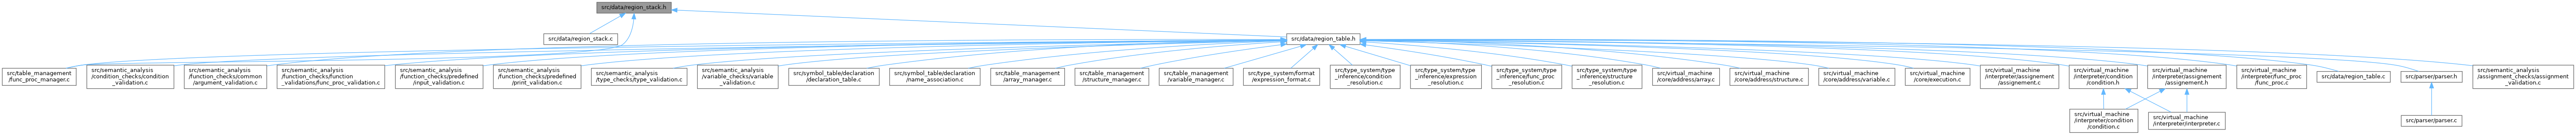 src/data/region_stack.h
src/data/region_stack.c
src/data/region_table.h
src/table_management
/func_proc_manager.c
src/semantic_analysis
/condition_checks/condition
_validation.c
src/semantic_analysis
/function_checks/common
/argument_validation.c
src/semantic_analysis
/function_checks/function
_validations/func_proc_validation.c
src/semantic_analysis
/function_checks/predefined
/input_validation.c
src/semantic_analysis
/function_checks/predefined
/print_validation.c
src/semantic_analysis
/type_checks/type_validation.c
src/semantic_analysis
/variable_checks/variable
_validation.c
src/symbol_table/declaration
/declaration_table.c
src/symbol_table/declaration
/name_association.c
src/table_management
/array_manager.c
src/table_management
/structure_manager.c
src/table_management
/variable_manager.c
src/type_system/format
/expression_format.c
src/type_system/type
_inference/condition
_resolution.c
src/type_system/type
_inference/expression
_resolution.c
src/type_system/type
_inference/func_proc
_resolution.c
src/type_system/type
_inference/structure
_resolution.c
src/virtual_machine
/core/address/array.c
src/virtual_machine
/core/address/structure.c
src/virtual_machine
/core/address/variable.c
src/virtual_machine
/core/execution.c
src/virtual_machine
/interpreter/assignement
/assignement.c
src/virtual_machine
/interpreter/condition
/condition.h
src/virtual_machine
/interpreter/assignement
/assignement.h
src/virtual_machine
/interpreter/func_proc
/func_proc.c
src/data/region_table.c
src/parser/parser.h
src/semantic_analysis
/assignment_checks/assignment
_validation.c
src/virtual_machine
/interpreter/condition
/condition.c
src/virtual_machine
/interpreter/interpreter.c
src/parser/parser.c